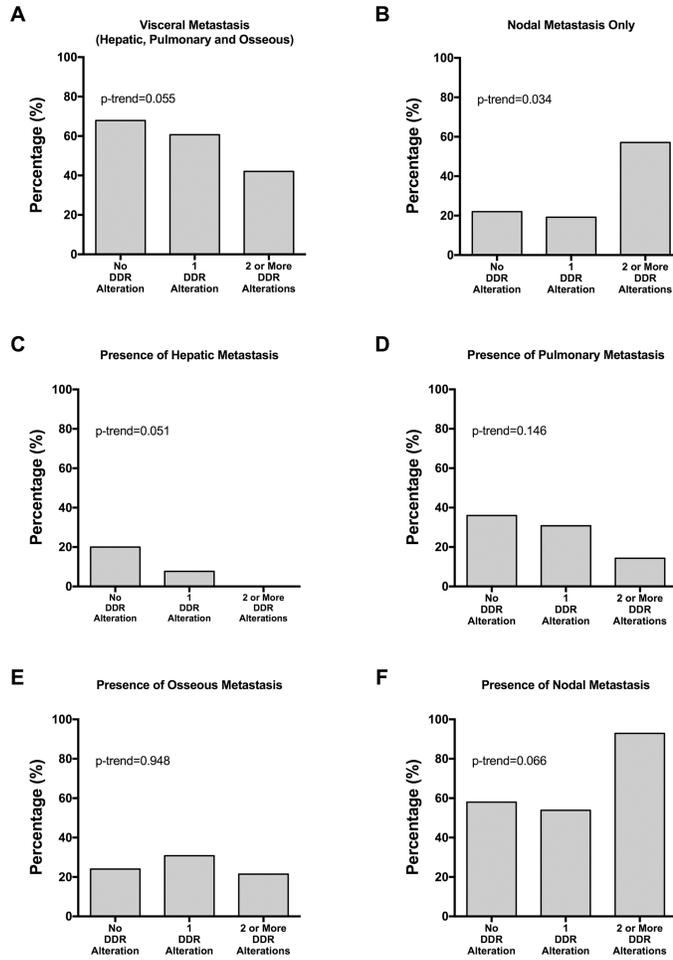 A
Visceral Metastasis
(Hepatic, Pulmonary and Osseous)
100
80
60
40
20
0
Percentage (%)
p-trend=0.055
No
DDR
Alteration
1
DDR
Alteration
2 or More
DDR
Alterations
B
Nodal Metastasis Only
100
80
60
40
20
0
Percentage (%)
p-trend=0.034
No
DDR
Alteration
1
DDR
Alteration
2 or More
DDR
Alterations
C
Presence of Hepatic Metastasis
100
80
60
40
20
0
Percentage (%)
p-trend=0.051
No
DDR
Alteration
1
DDR
Alteration
2 or More
DDR
Alterations
D
Presence of Pulmonary Metastasis
100
80
60
40
20
0
Percentage (%)
p-trend=0.146
No
DDR
Alteration
1
DDR
Alteration
2 or More
DDR
Alterations
E
Presence of Osseous Metastasis
100
80
60
40
20
0
Percentage (%)
p-trend=0.948
No
DDR
Alteration
1
DDR
Alteration
2 or More
DDR
Alterations
F
Presence of Nodal Metastasis
100
80
60
40
20
0
Percentage (%)
p-trend=0.066
No
DDR
Alteration
1
DDR
Alteration
2 or More
DDR
Alterations